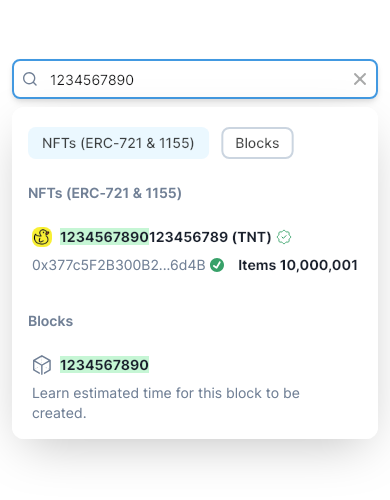 1234567890
NFTs (ERC-721 & 1155)
Blocks
NFTs (ERC-721 & 1155)
1234567890123456789 (TNT)
0x377c5F2B300B2...6d4B Items 10,000,001
Blocks
1234567890
Learn estimated time for this block to be
created.